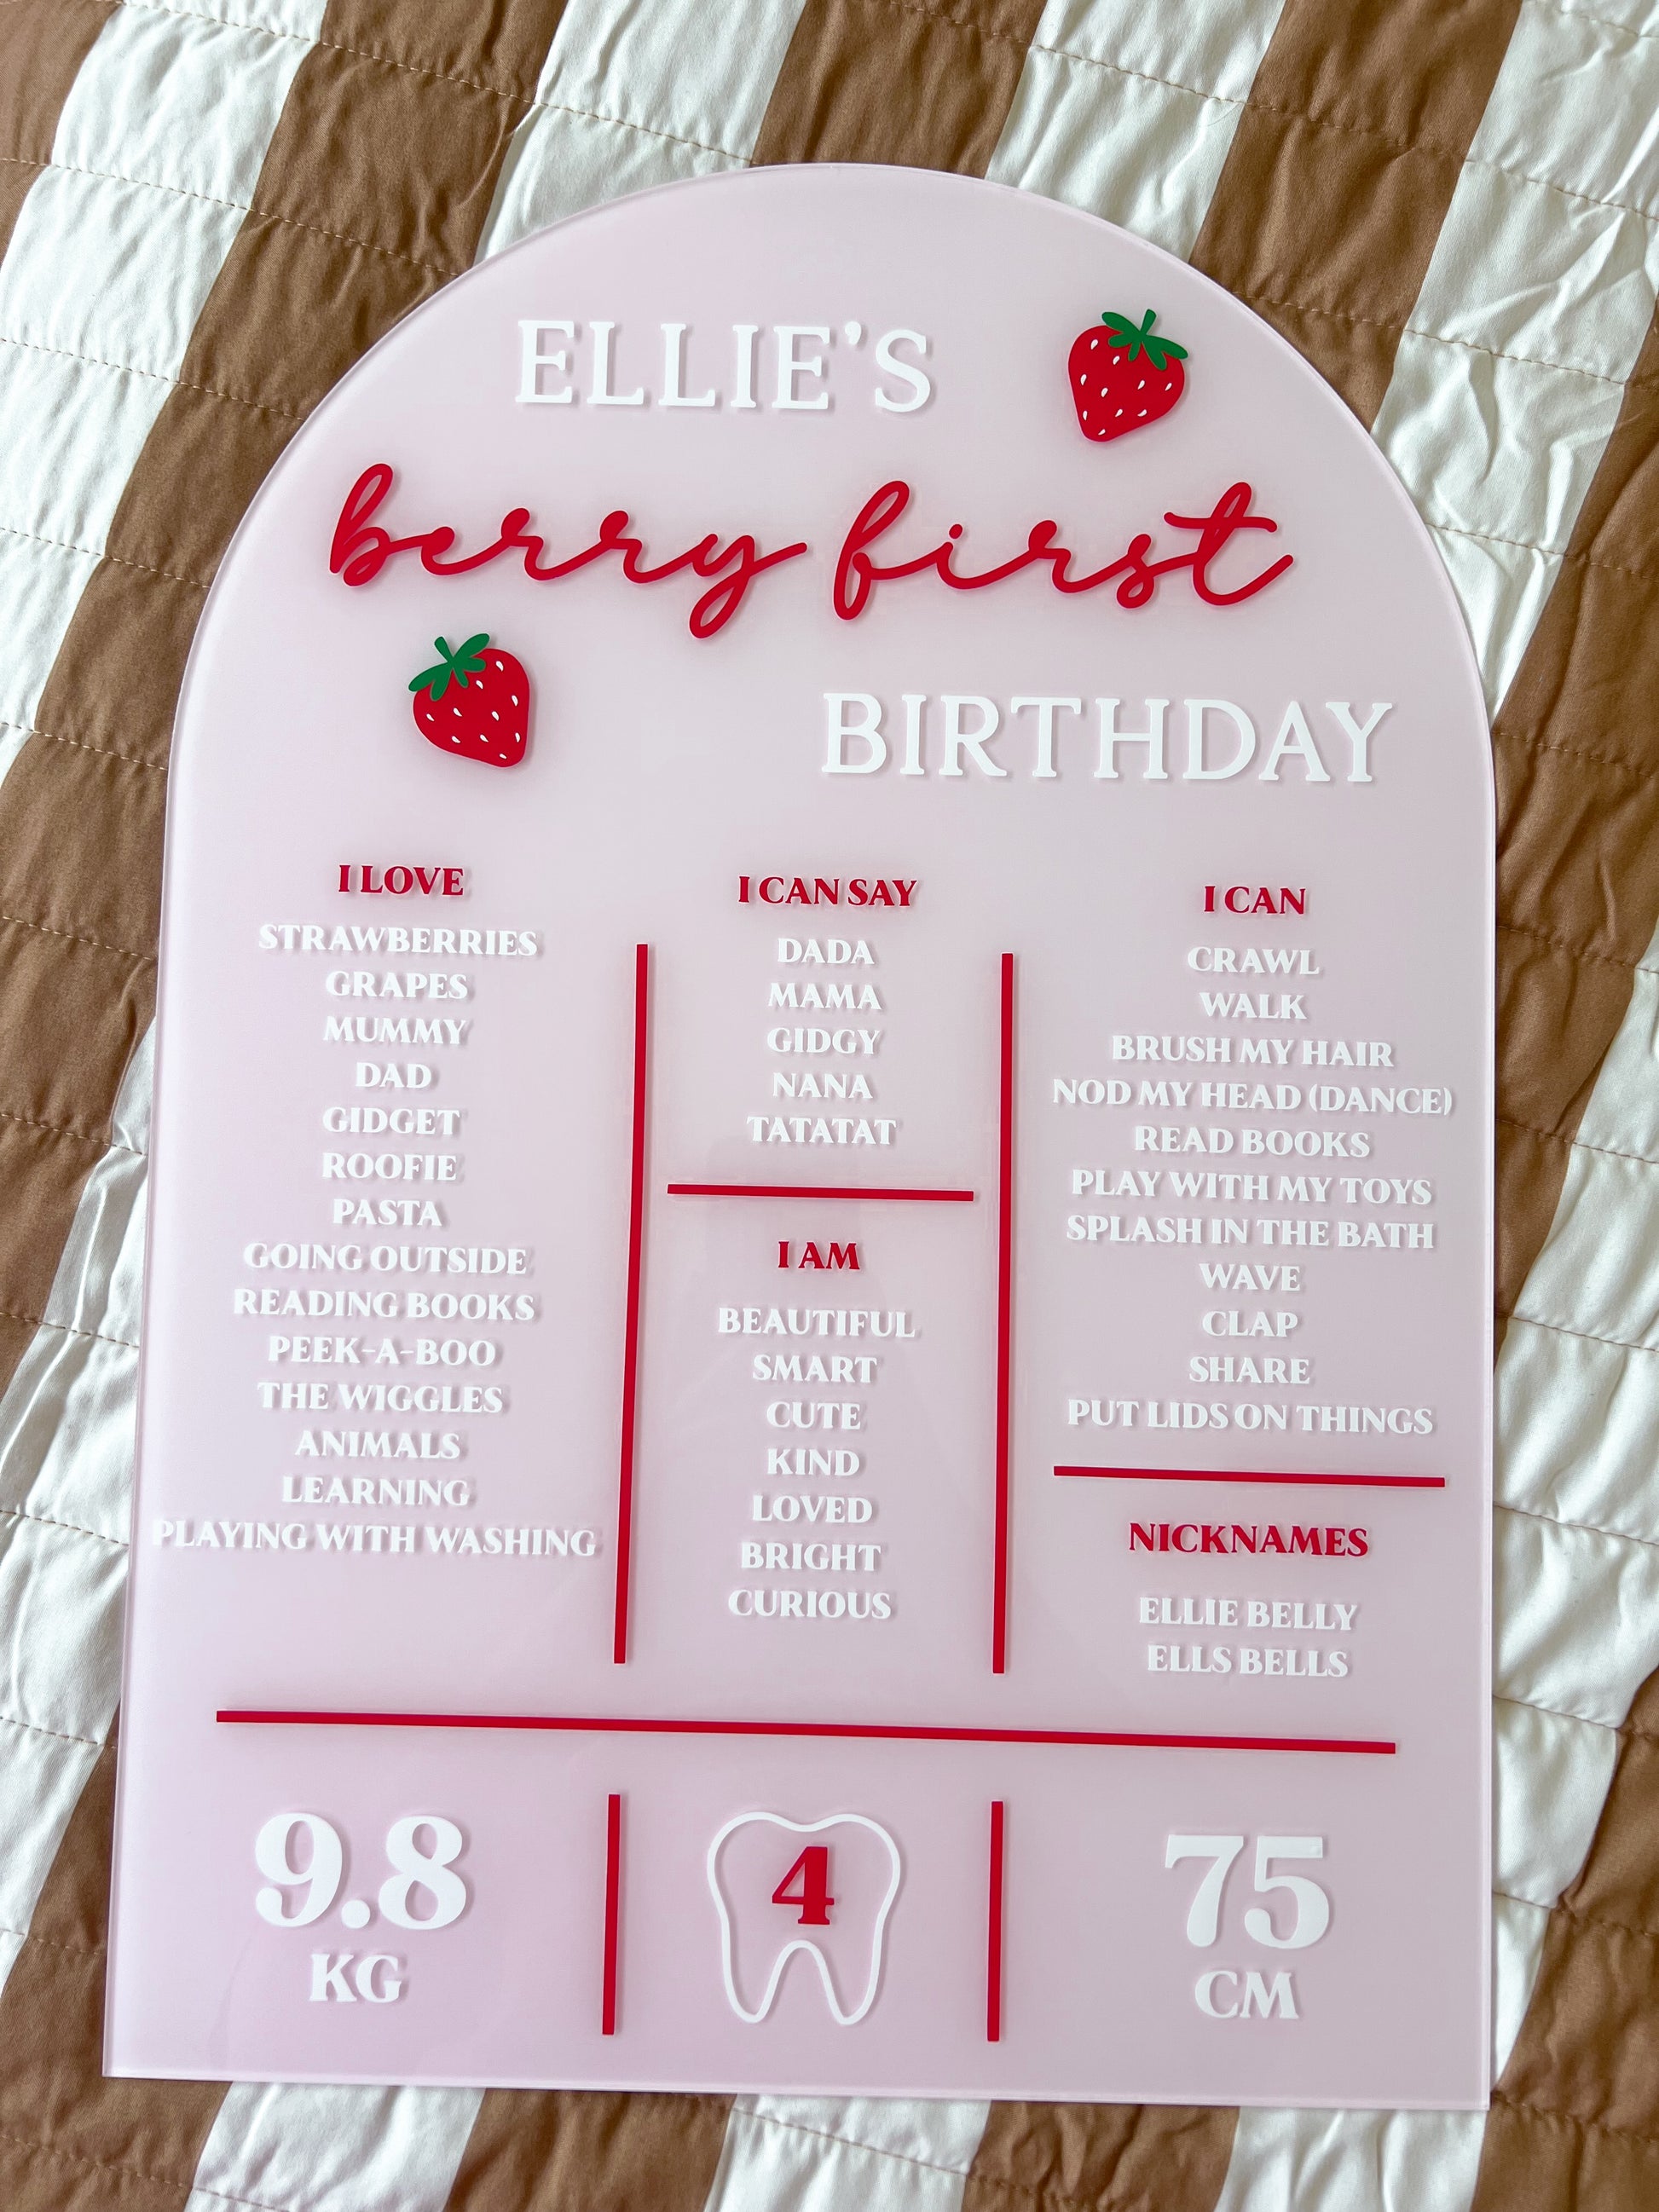 ELLIE'S
berry first
BIRTHDAY
I LOVE
STRAWBERRIES
GRAPES
MUMMY
DAD
GIDGET
ROOFIE
PASTA
GOING OUTSIDE
READING BOOKS
PEEK-A-BOO
THE WIGGLES
ANIMALS
LEARNING
PLAYING WITH WASHING
I CAN SAY
DADA
MAMA
GIDGY
NANA
TATATAT
I AM
BEAUTIFUL
SMART
CUTE
KIND
LOVED
BRIGHT
CURIOUS
I CAN
CRAWL
WALK
BRUSH MY HAIR
NOD MY HEAD (DANCE)
READ BOOKS
PLAY WITH MY TOYS
SPLASH IN THE BATH
WAVE
CLAP
SHARE
PUT LIDS ON THINGS
NICKNAMES
ELLIE BELLY
ELLS BELLS
9.8
KG
4
75
CM